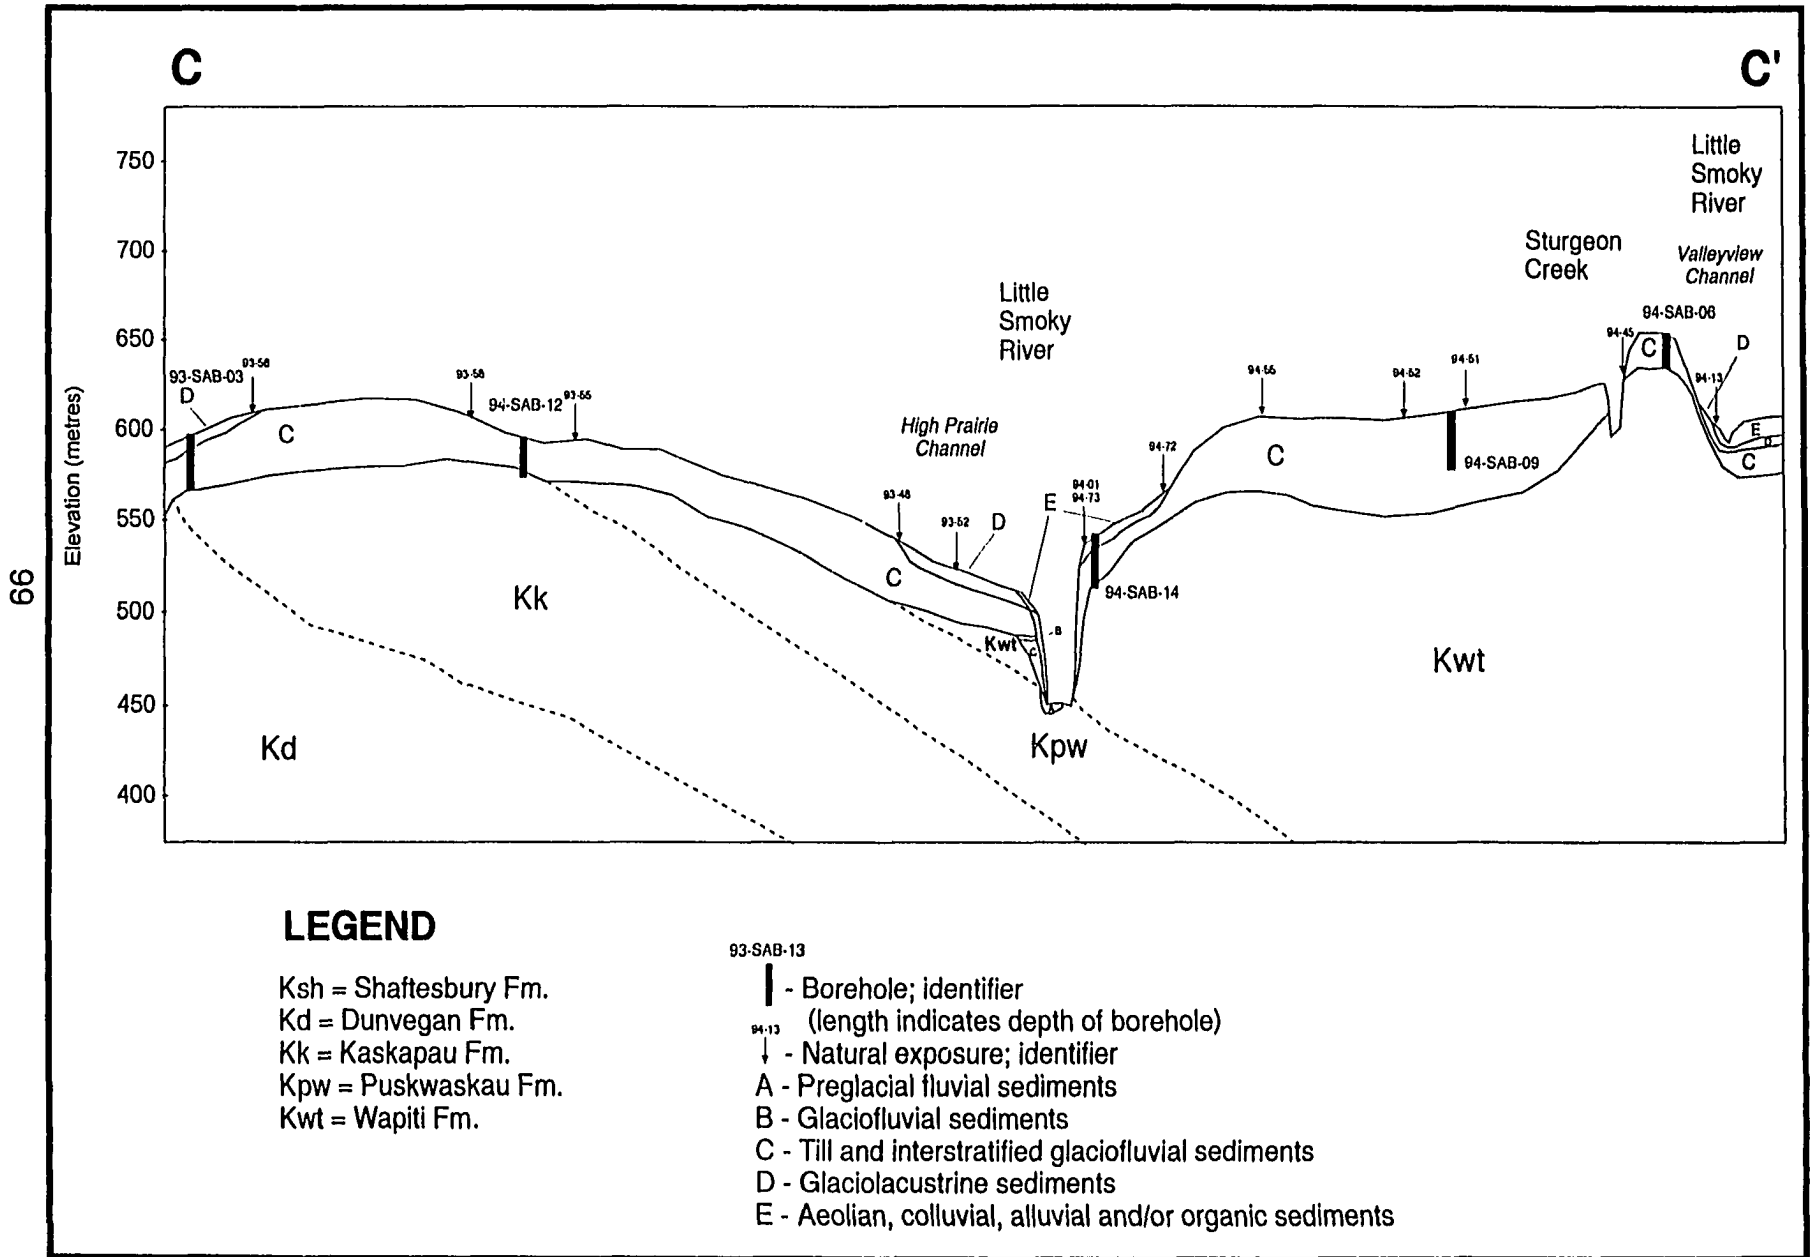 C
C'
750
700
650
600
550
500
450
400
Elevation (metres)
66
Little
Smoky
River
Valleyview
Channel
Sturgeon
Creek
94-SAB-06
94-45
C
D
94-13
E
D
C
Little
Smoky
River
High Prairie
Channel
93-SAB-03
D
93-56
C
93-58
94-SAB-12
93-55
93-48
93-52
D
C
E
94-01
94-73
94-72
94-55
94-52
94-51
C
94-SAB-09
94-SAB-14
B
Kwt
C
Kk
Kwt
Kd
Kpw
LEGEND
Ksh = Shaftesbury Fm.
Kd = Dunvegan Fm.
Kk = Kaskapau Fm.
Kpw = Puskwaskau Fm.
Kwt = Wapiti Fm.
93-SAB-13
- Borehole; identifier
(length indicates depth of borehole)
94-13
- Natural exposure; identifier
A - Preglacial fluvial sediments
B - Glaciofluvial sediments
C - Till and interstratified glaciofluvial sediments
D - Glaciolacustrine sediments
E - Aeolian, colluvial, alluvial and/or organic sediments